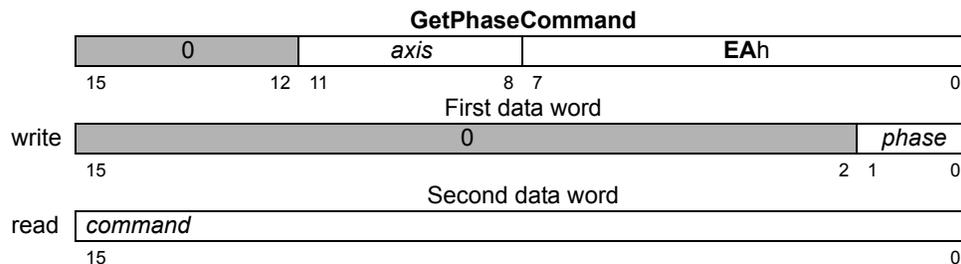 GetPhaseCommand
0 axis EAh
15 12 11 8 7 0
First data word
write 0 phase
15 2 1 0
Second data word
read command
15 0